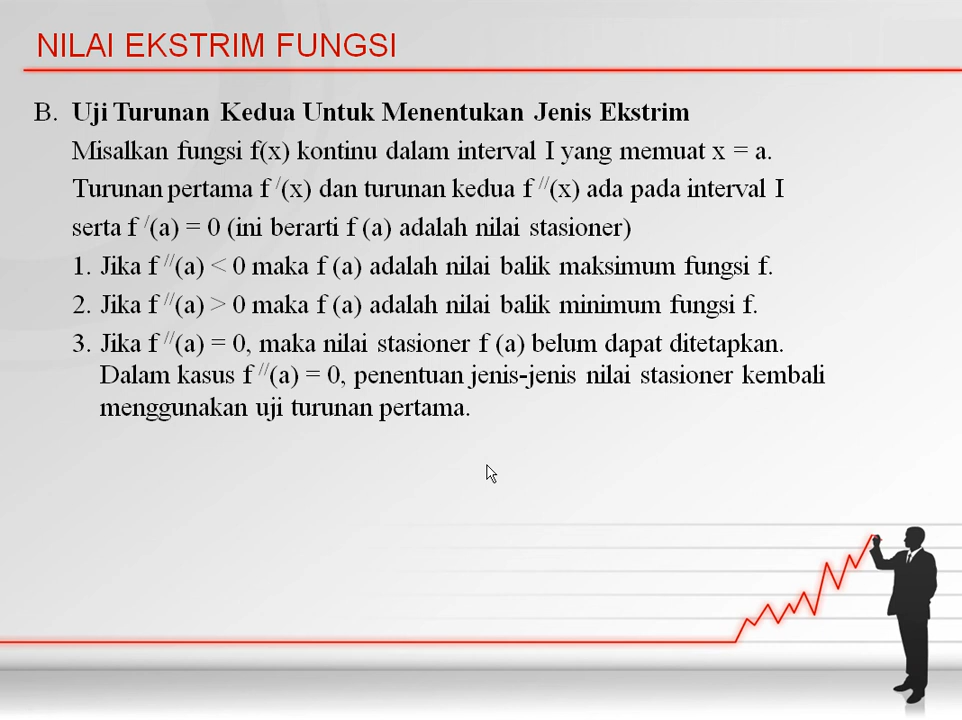 NILAI EKSTRIM FUNGSI
B. Uji Turunan Kedua Untuk Menentukan Jenis Ekstrim
Misalkan fungsi f(x) kontinu dalam interval I yang memuat x = a.
Turunan pertama f /(x) dan turunan kedua f //(x) ada pada interval I
serta f /(a) = 0 (ini berarti f (a) adalah nilai stasioner)
1. Jika f //(a) < 0 maka f (a) adalah nilai balik maksimum fungsi f.
2. Jika f //(a) > 0 maka f (a) adalah nilai balik minimum fungsi f.
3. Jika f //(a) = 0, maka nilai stasioner f (a) belum dapat ditetapkan.
Dalam kasus f //(a) = 0, penentuan jenis-jenis nilai stasioner kembali
menggunakan uji turunan pertama.